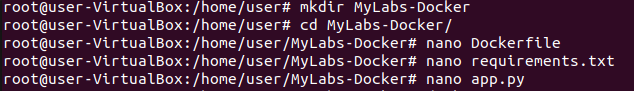 root@user-VirtualBox:/home/user# mkdir MyLabs-Docker
root@user-VirtualBox:/home/user# cd MyLabs-Docker/
root@user-VirtualBox:/home/user/MyLabs-Docker# nano Dockerfile
root@user-VirtualBox:/home/user/MyLabs-Docker# nano requirements.txt
root@user-VirtualBox:/home/user/MyLabs-Docker# nano app.py